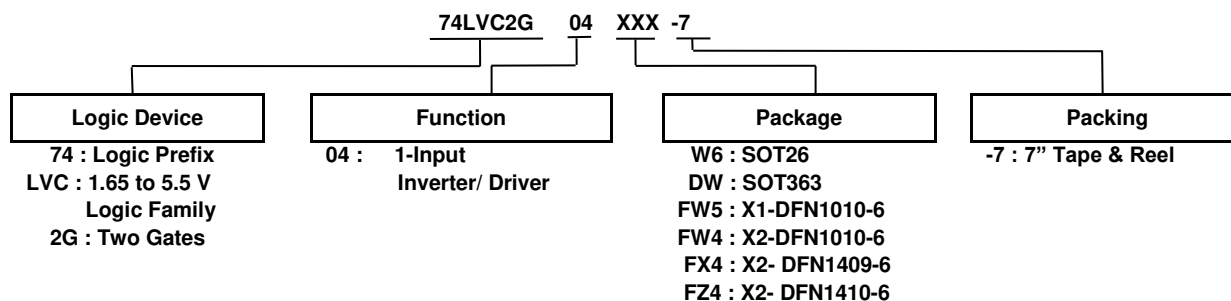 74LVC2G 04 XXX -7
Logic Device Function Package Packing
74 : Logic Prefix 04 : 1-Input W6 : SOT26 -7 : 7” Tape & Reel
LVC : 1.65 to 5.5 V Inverter/ Driver DW : SOT363
Logic Family FW5 : X1-DFN1010-6
2G : Two Gates FW4 : X2-DFN1010-6
FX4 : X2- DFN1409-6
FZ4 : X2- DFN1410-6